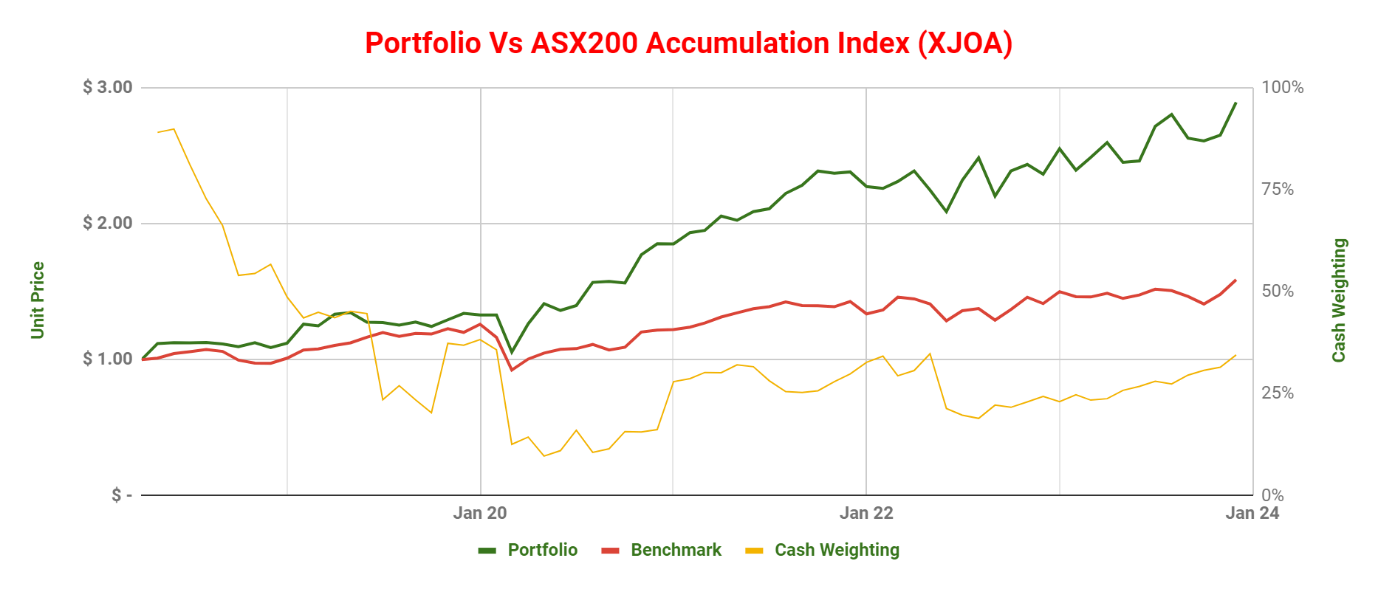 Portfolio Vs ASX200 Accumulation Index (XJOA)
$ 3.00
100%
75%
$ 2.00
Unit Price
50%
Cash Weighting
$ 1.00
25%
$ -
0%
Jan 20
Jan 22
Jan 24
Portfolio
Benchmark
Cash Weighting